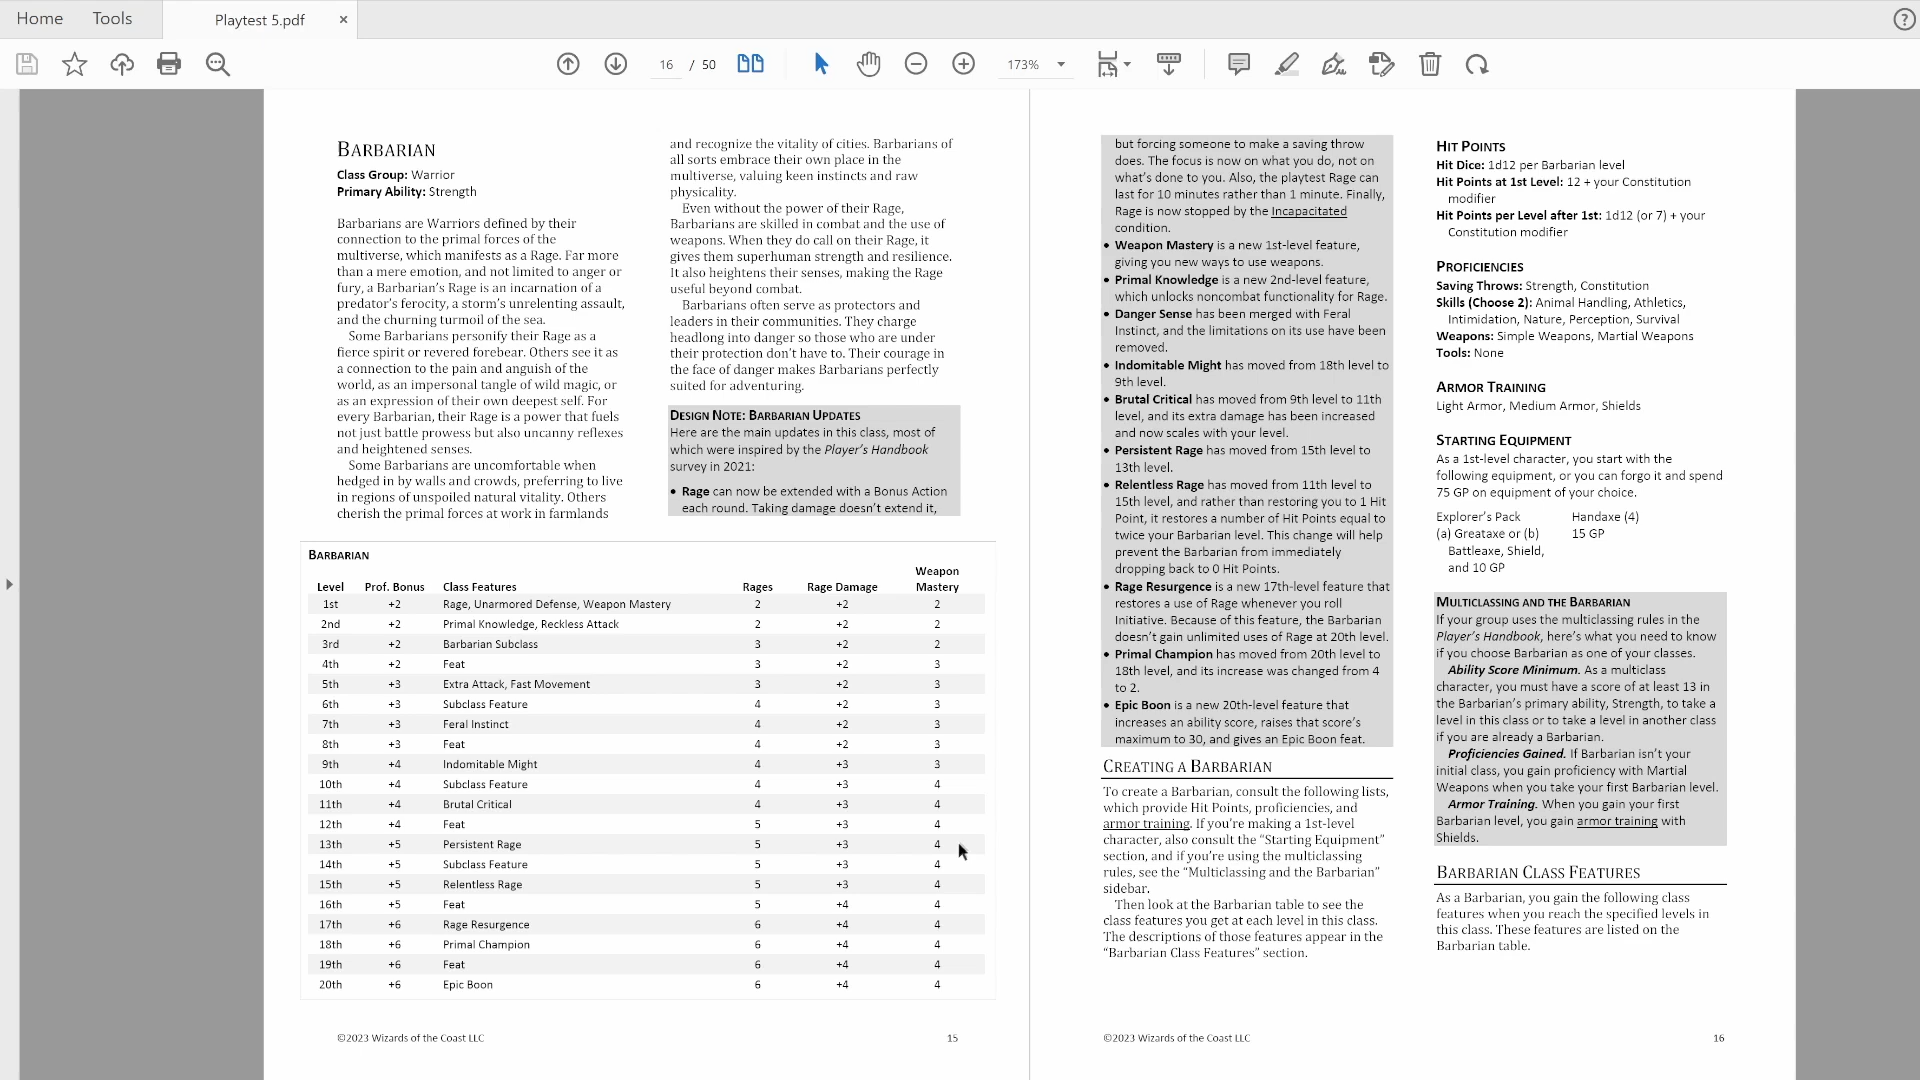 Home
Tools
Playtest 5.pdf
16 / 50
173%
BARBARIAN
Class Group: Warrior
Primary Ability: Strength
Barbarians are Warriors defined by their
connection to the primal forces of the
multiverse, which manifests as a Rage. Far more
than a mere emotion, and not limited to anger or
fury, a Barbarian's Rage is an incarnation of a
predator's ferocity, a storm's unrelenting assault,
and the churning turmoil of the sea.
Some Barbarians personify their Rage as a
fierce spirit or revered forebear. Others see it as
a connection to the pain and anguish of the
world, as an impersonal tangle of wild magic, or
as an expression of their own deepest self. For
every Barbarian, their Rage is a power that fuels
not just battle prowess but also uncanny reflexes
and heightened senses.
Some Barbarians are uncomfortable when
hedged in by walls and crowds, preferring to live
in regions of unspoiled natural vitality. Others
cherish the primal forces at work in farmlands
and recognize the vitality of cities. Barbarians of
all sorts embrace their own place in the
multiverse, valuing keen instincts and raw
physicality.
Even without the power of their Rage,
Barbarians are skilled in combat and the use of
weapons. When they do call on their Rage, it
gives them superhuman strength and resilience.
It also heightens their senses, making the Rage
useful beyond combat.
Barbarians often serve as protectors and
leaders in their communities. They charge
headlong into danger so those who are under
their protection don't have to. Their courage in
the face of danger makes Barbarians perfectly
suited for adventuring.
DESIGN NOTE: BARBARIAN UPDATES
Here are the main updates in this class, most of
which were inspired by the Player's Handbook
survey in 2021:
• Rage can now be extended with a Bonus Action
each round. Taking damage doesn't extend it,
BARBARIAN
Weapon
Level Prof. Bonus Class Features Rages Rage Damage Mastery
1st +2 Rage, Unarmored Defense, Weapon Mastery 2 +2 2
2nd +2 Primal Knowledge, Reckless Attack 2 +2 2
3rd +2 Barbarian Subclass 3 +2 2
4th +2 Feat 3 +2 3
5th +3 Extra Attack, Fast Movement 3 +2 3
6th +3 Subclass Feature 4 +2 3
7th +3 Feral Instinct 4 +2 3
8th +3 Feat 4 +2 3
9th +4 Indomitable Might 4 +3 3
10th +4 Subclass Feature 4 +3 4
11th +4 Brutal Critical 4 +3 4
12th +4 Feat 5 +3 4
13th +5 Persistent Rage 5 +3 4
14th +5 Subclass Feature 5 +3 4
15th +5 Relentless Rage 5 +3 4
16th +5 Feat 5 +4 4
17th +6 Rage Resurgence 6 +4 4
18th +6 Primal Champion 6 +4 4
19th +6 Feat 6 +4 4
20th +6 Epic Boon 6 +4 4
©2023 Wizards of the Coast LLC
15
but forcing someone to make a saving throw
does. The focus is now on what you do, not on
what's done to you. Also, the playtest Rage can
last for 10 minutes rather than 1 minute. Finally,
Rage is now stopped by the Incapacitated
condition.
• Weapon Mastery is a new 1st-level feature,
giving you new ways to use weapons.
• Primal Knowledge is a new 2nd-level feature,
which unlocks noncombat functionality for Rage.
• Danger Sense has been merged with Feral
Instinct, and the limitations on its use have been
removed.
• Indomitable Might has moved from 18th level to
9th level.
• Brutal Critical has moved from 9th level to 11th
level, and its extra damage has been increased
and now scales with your level.
• Persistent Rage has moved from 15th level to
13th level.
• Relentless Rage has moved from 11th level to
15th level, and rather than restoring you to 1 Hit
Point, it restores a number of Hit Points equal to
twice your Barbarian level. This change will help
prevent the Barbarian from immediately
dropping back to 0 Hit Points.
• Rage Resurgence is a new 17th-level feature that
restores a use of Rage whenever you roll
Initiative. Because of this feature, the Barbarian
doesn't gain unlimited uses of Rage at 20th level.
• Primal Champion has moved from 20th level to
18th level, and its increase was changed from 4
to 2.
• Epic Boon is a new 20th-level feature that
increases an ability score, raises that score's
maximum to 30, and gives an Epic Boon feat.
CREATING A BARBARIAN
To create a Barbarian, consult the following lists,
which provide Hit Points, proficiencies, and
armor training. If you're making a 1st-level
character, also consult the "Starting Equipment"
section, and if you're using the multiclassing
rules, see the "Multiclassing and the Barbarian"
sidebar.
Then look at the Barbarian table to see the
class features you get at each level in this class.
The descriptions of those features appear in the
"Barbarian Class Features" section.
HIT POINTS
Hit Dice: 1d12 per Barbarian level
Hit Points at 1st Level: 12 + your Constitution
modifier
Hit Points per Level after 1st: 1d12 (or 7) + your
Constitution modifier
PROFICIENCIES
Saving Throws: Strength, Constitution
Skills (Choose 2): Animal Handling, Athletics,
Intimidation, Nature, Perception, Survival
Weapons: Simple Weapons, Martial Weapons
Tools: None
ARMOR TRAINING
Light Armor, Medium Armor, Shields
STARTING EQUIPMENT
As a 1st-level character, you start with the
following equipment, or you can forgo it and spend
75 GP on equipment of your choice.
Explorer's Pack Handaxe (4)
(a) Greataxe or (b) 15 GP
Battleaxe, Shield,
and 10 GP
MULTICLASSING AND THE BARBARIAN
If your group uses the multiclassing rules in the
Player's Handbook, here's what you need to know
if you choose Barbarian as one of your classes.
Ability Score Minimum. As a multiclass
character, you must have a score of at least 13 in
the Barbarian's primary ability, Strength, to take a
level in this class or to take a level in another class
if you are already a Barbarian.
Proficiencies Gained. If Barbarian isn't your
initial class, you gain proficiency with Martial
Weapons when you take your first Barbarian level.
Armor Training. When you gain your first
Barbarian level, you gain armor training with
Shields.
BARBARIAN CLASS FEATURES
As a Barbarian, you gain the following class
features when you reach the specified levels in
this class. These features are listed on the
Barbarian table.
©2023 Wizards of the Coast LLC
16